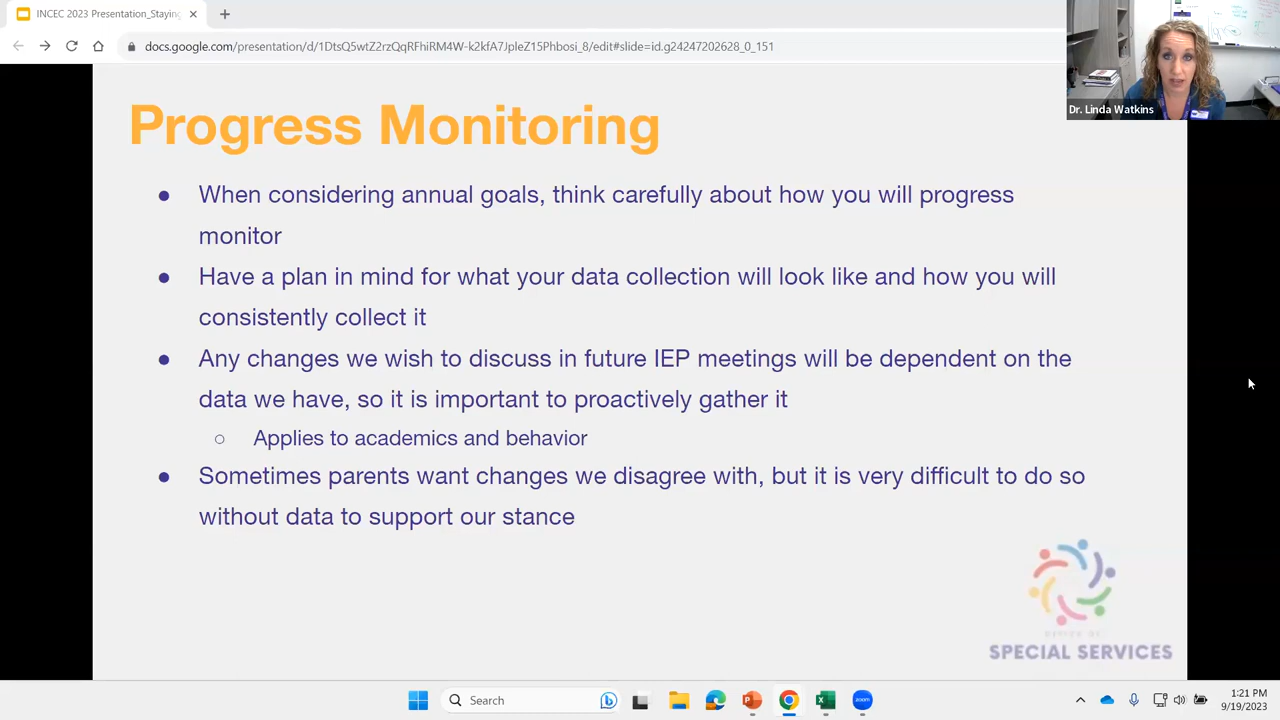 INCEC 2023 Presentation_Staying
docs.google.com/presentation/d/1DtsQ5wtZ2rzQqRFhiRM4W-k2kfA7JpleZ15Phbosi_8/edit#slide=id.g24247202628_0_151
Dr. Linda Watkins
Progress Monitoring
● When considering annual goals, think carefully about how you will progress
monitor
● Have a plan in mind for what your data collection will look like and how you will
consistently collect it
● Any changes we wish to discuss in future IEP meetings will be dependent on the
data we have, so it is important to proactively gather it
○ Applies to academics and behavior
● Sometimes parents want changes we disagree with, but it is very difficult to do so
without data to support our stance
SPECIAL SERVICES
Search
zoom
1:21 PM
9/19/2023